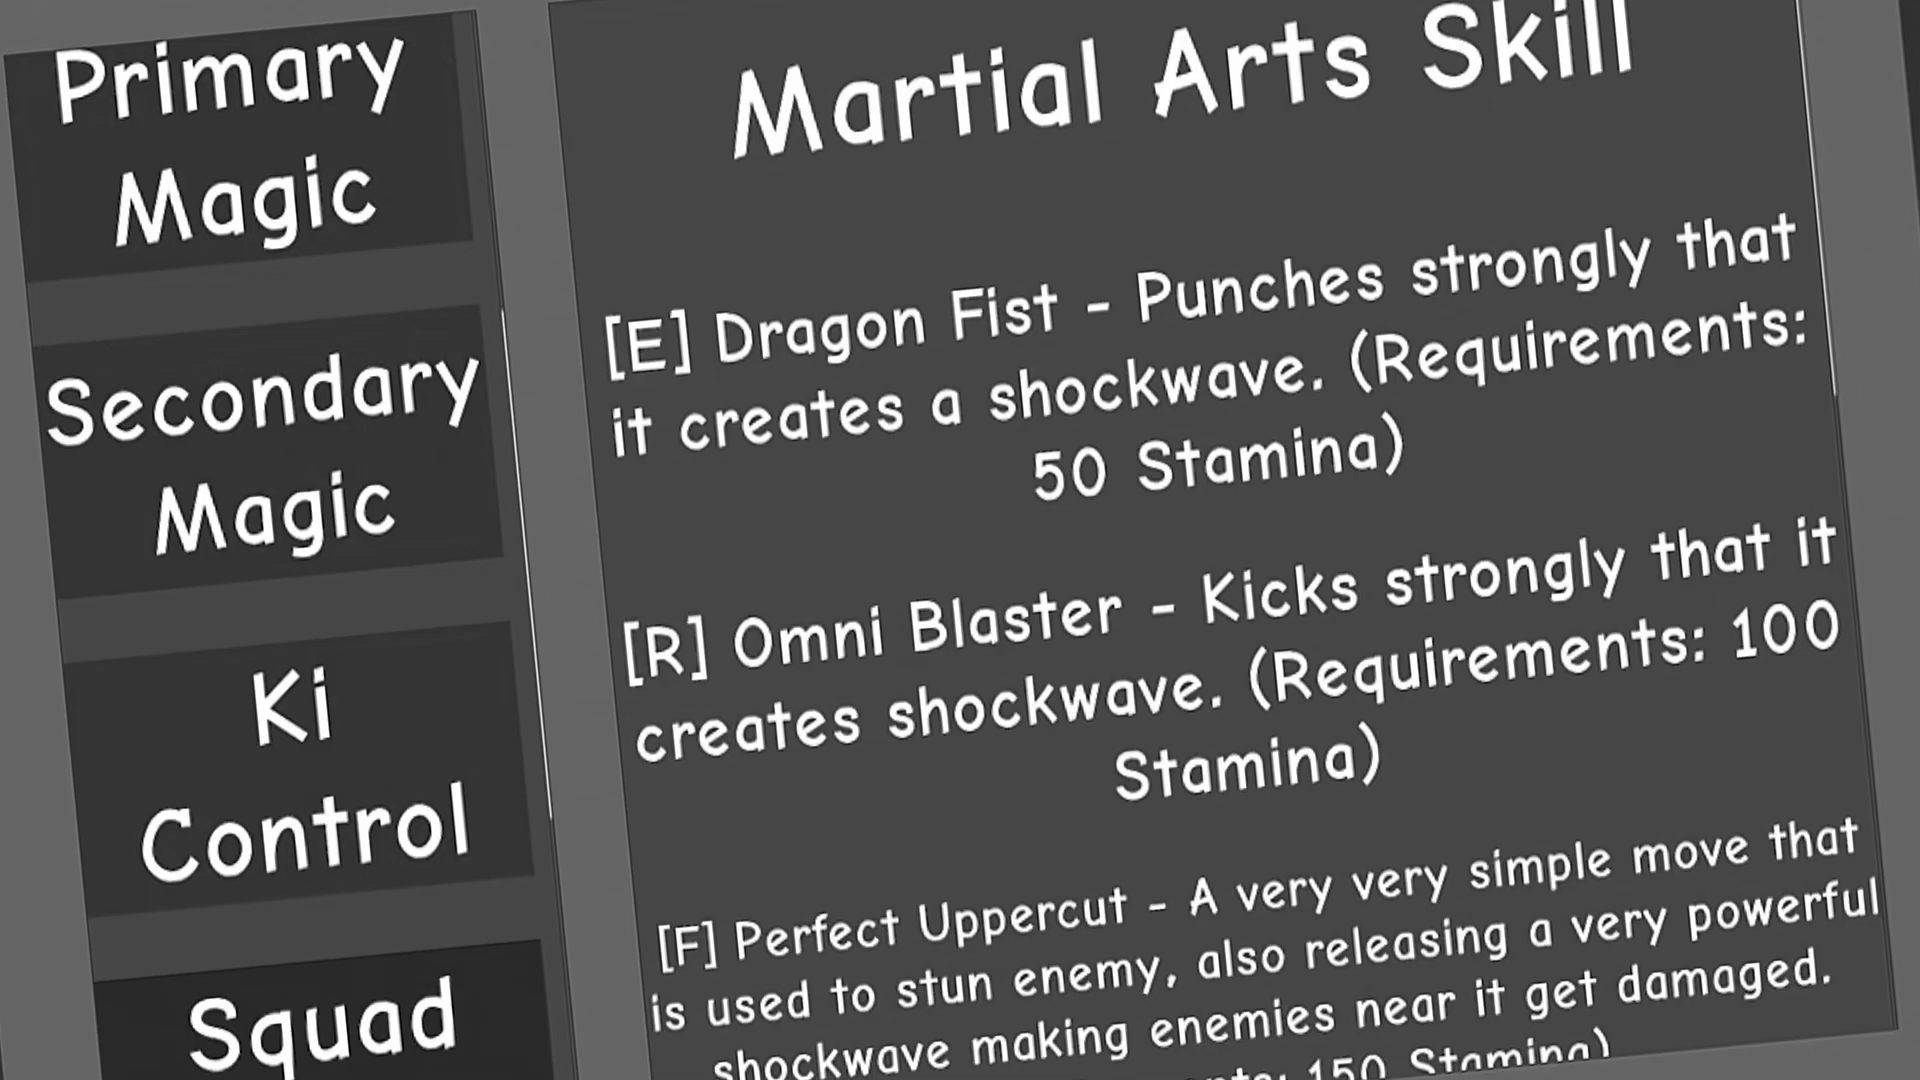 Primary
Magic
Secondary
Magic
Ki
Control
Squad
Martial Arts Skill
[E] Dragon Fist - Punches strongly that
it creates a shockwave. (Requirements:
50 Stamina)
[R] Omni Blaster - Kicks strongly that it
creates shockwave. (Requirements: 100
Stamina)
[F] Perfect Uppercut - A very very simple move that
is used to stun enemy, also releasing a very powerful
shockwave making enemies near it get damaged.
150 Stamina)